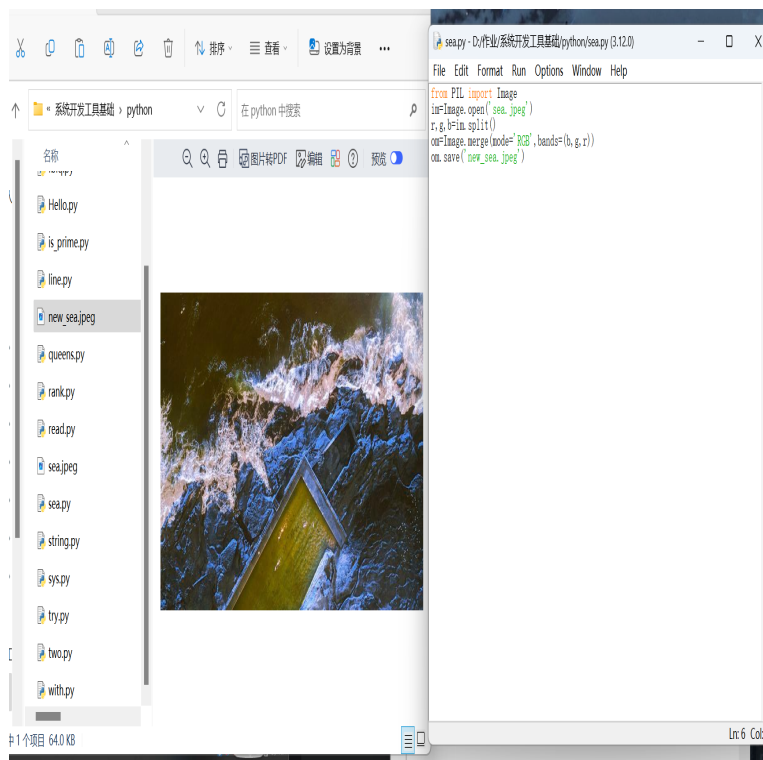 排序
查看
设置为背景
« 系统开发工具基础 › python
在 python 中搜索
名称
图片转PDF
编辑
预览
Hello.py
is_prime.py
line.py
new_sea.jpeg
queens.py
rank.py
read.py
sea.jpeg
sea.py
string.py
sys.py
try.py
two.py
with.py
中 1 个项目 64.0 KB
sea.py - D:/作业/系统开发工具基础/python/sea.py (3.12.0)
File Edit Format Run Options Window Help
from PIL import Image
im=Image.open('sea.jpeg')
r,g,b=im.split()
om=Image.merge(mode='RGB',bands=(b,g,r))
om.save('new_sea.jpeg')
Ln: 6 Col: